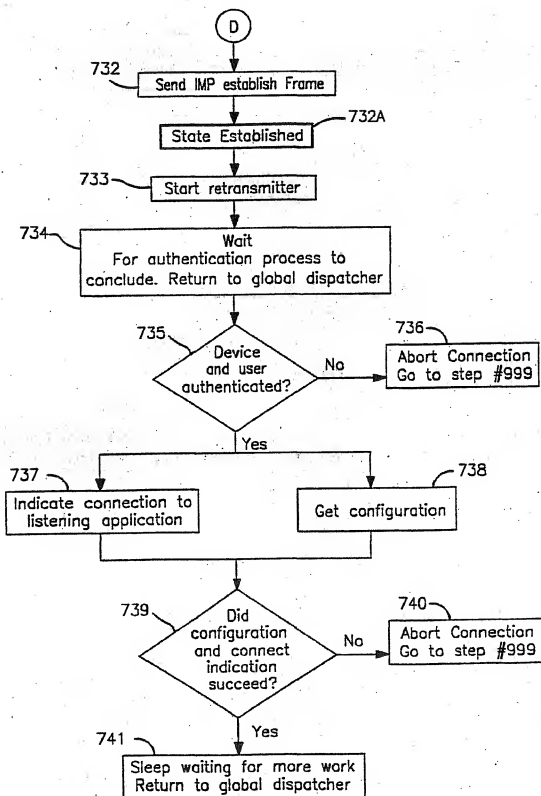 D
732
Send IMP establish Frame
732A
State Established
733
Start retransmitter
734
Wait
For authentication process to
conclude. Return to global dispatcher
735
Device
and user
authenticated?
No
736
Abort Connection
Go to step #999
Yes
737
Indicate connection to
listening application
738
Get configuration
739
Did
configuration
and connect
indication
succeed?
No
740
Abort Connection
Go to step #999
Yes
741
Sleep waiting for more work
Return to global dispatcher